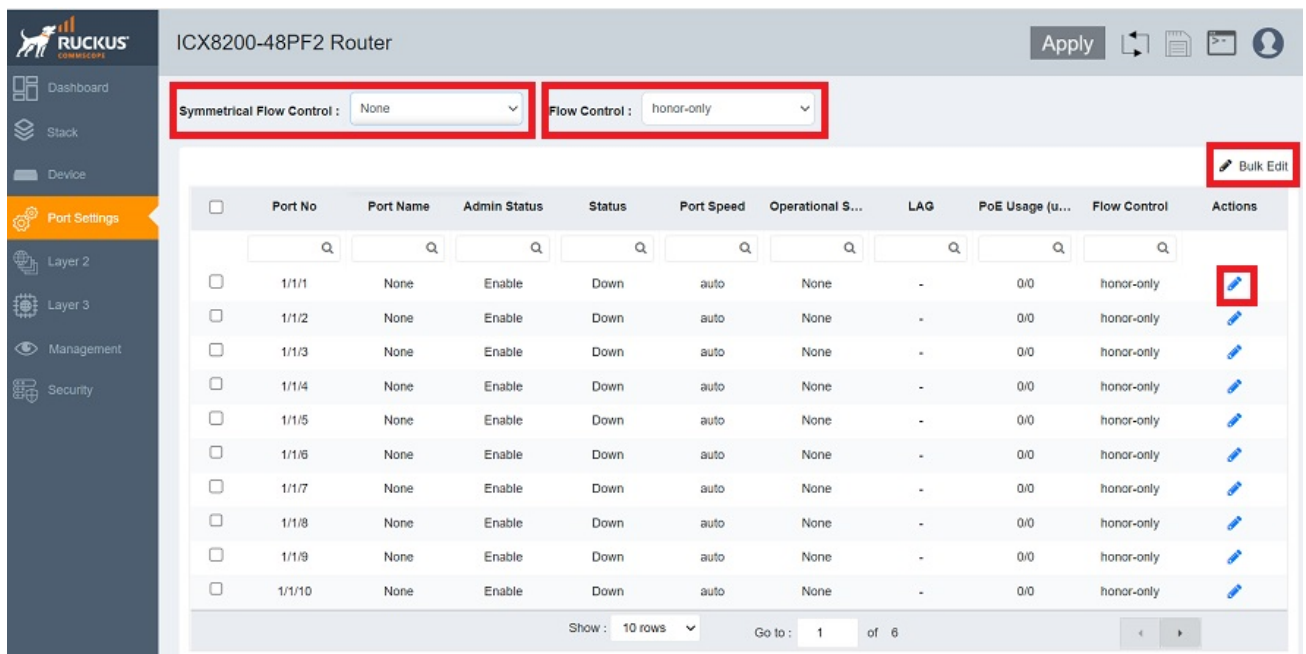 RUCKUS
COMMSCOPE
ICX8200-48PF2 Router
Apply
Dashboard
Stack
Device
Port Settings
Layer 2
Layer 3
Management
Security
Symmetrical Flow Control : None
Flow Control : honor-only
Bulk Edit
Port No Port Name Admin Status Status Port Speed Operational S... LAG PoE Usage (u... Flow Control Actions
1/1/1 None Enable Down auto None - 0/0 honor-only
1/1/2 None Enable Down auto None - 0/0 honor-only
1/1/3 None Enable Down auto None - 0/0 honor-only
1/1/4 None Enable Down auto None - 0/0 honor-only
1/1/5 None Enable Down auto None - 0/0 honor-only
1/1/6 None Enable Down auto None - 0/0 honor-only
1/1/7 None Enable Down auto None - 0/0 honor-only
1/1/8 None Enable Down auto None - 0/0 honor-only
1/1/9 None Enable Down auto None - 0/0 honor-only
1/1/10 None Enable Down auto None - 0/0 honor-only
Show : 10 rows Go to : 1 of 6